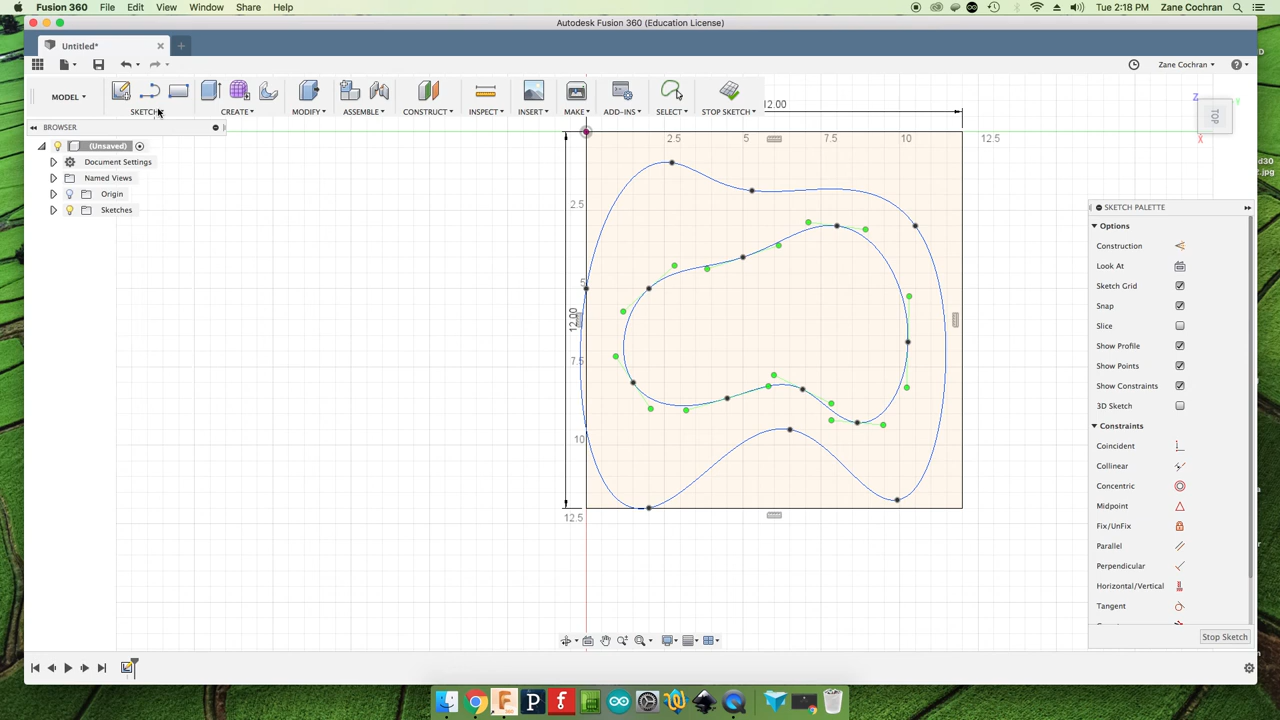 Fusion 360 File Edit View Window Share Help
Tue 2:18 PM Zane Cochran
Autodesk Fusion 360 (Education License)
Untitled*
Zane Cochran
MODEL
SKETCH CREATE MODIFY ASSEMBLE CONSTRUCT INSPECT INSERT MAKE ADD-INS SELECT STOP SKETCH
12.00
BROWSER
(Unsaved)
Document Settings
Named Views
Origin
Sketches
Z
Y
X
TOP
2.5 5 7.5 10 12.5
2.5
5
12.00
7.5
10
12.5
SKETCH PALETTE
Options
Construction
Look At
Sketch Grid
Snap
Slice
Show Profile
Show Points
Show Constraints
3D Sketch
Constraints
Coincident
Collinear
Concentric
Midpoint
Fix/UnFix
Parallel
Perpendicular
Horizontal/Vertical
Tangent
Stop Sketch